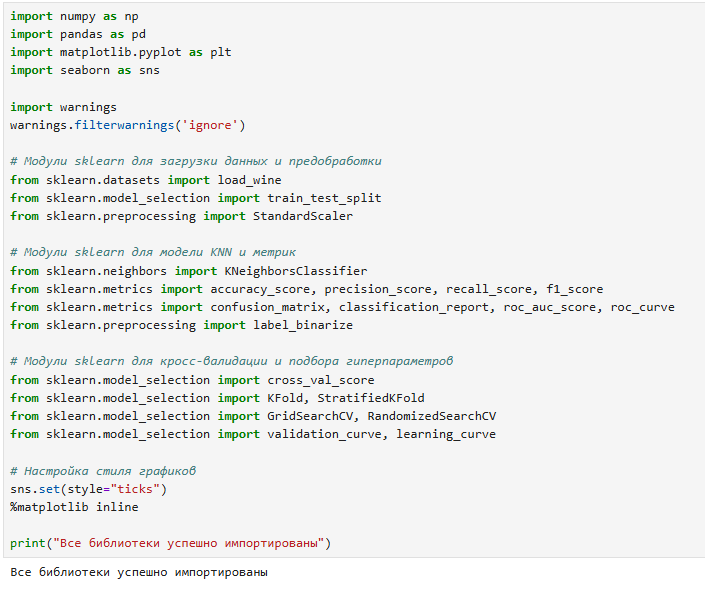 import numpy as np
import pandas as pd
import matplotlib.pyplot as plt
import seaborn as sns
import warnings
warnings.filterwarnings('ignore')
# Модули sklearn для загрузки данных и предобработки
from sklearn.datasets import load_wine
from sklearn.model_selection import train_test_split
from sklearn.preprocessing import StandardScaler
# Модули sklearn для модели KNN и метрик
from sklearn.neighbors import KNeighborsClassifier
from sklearn.metrics import accuracy_score, precision_score, recall_score, f1_score
from sklearn.metrics import confusion_matrix, classification_report, roc_auc_score, roc_curve
from sklearn.preprocessing import label_binarize
# Модули sklearn для кросс-валидации и подбора гиперпараметров
from sklearn.model_selection import cross_val_score
from sklearn.model_selection import KFold, StratifiedKFold
from sklearn.model_selection import GridSearchCV, RandomizedSearchCV
from sklearn.model_selection import validation_curve, learning_curve
# Настройка стиля графиков
sns.set(style="ticks")
%matplotlib inline
print("Все библиотеки успешно импортированы")
Все библиотеки успешно импортированы